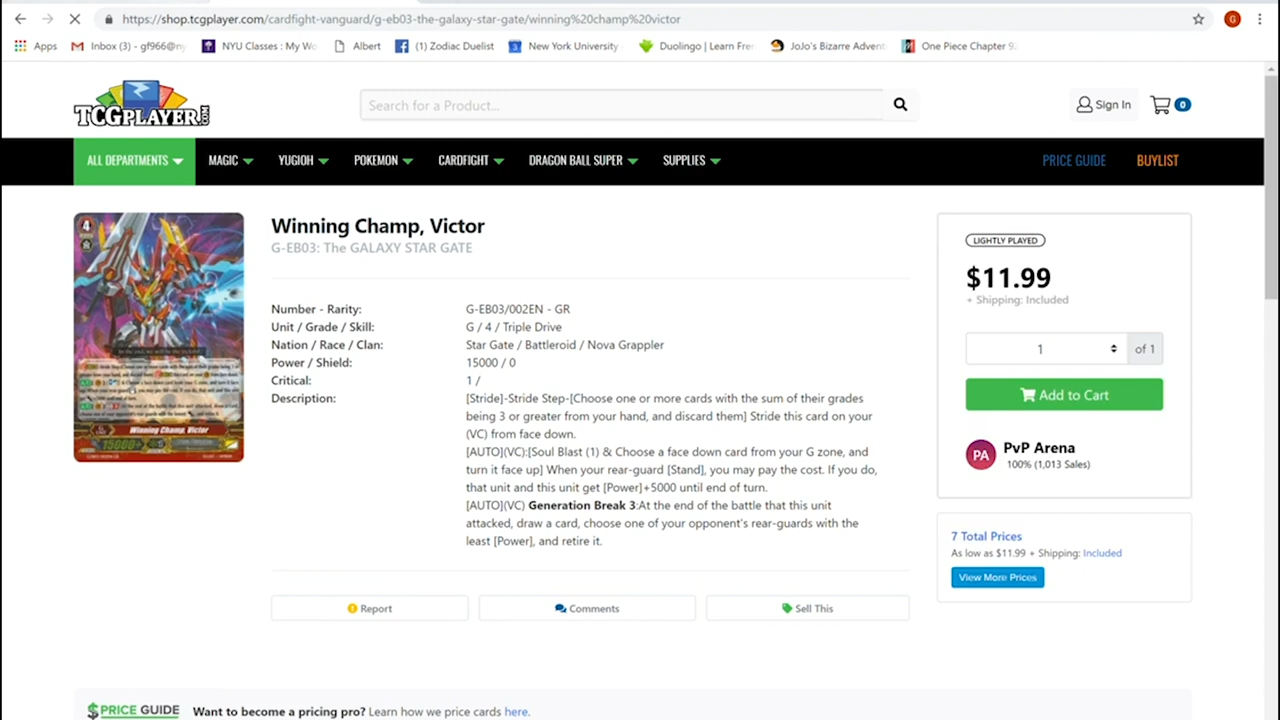 https://shop.tcgplayer.com/cardfight-vanguard/g-eb03-the-galaxy-star-gate/winning%20champ%20victor
G
Apps
Inbox (3) - gf966@ny
NYU Classes : My Wo
Albert
(1) Zodiac Duelist
New York University
Duolingo | Learn Fre
JoJo's Bizarre Advent
One Piece Chapter 9
TCGPLAYER.COM
Search for a Product...
Sign In
0
ALL DEPARTMENTS
MAGIC
YUGIOH
POKEMON
CARDFIGHT
DRAGON BALL SUPER
SUPPLIES
PRICE GUIDE
BUYLIST
4
Winning Champ, Victor
15000+
Winning Champ, Victor
G-EB03: The GALAXY STAR GATE
Number - Rarity: G-EB03/002EN - GR
Unit / Grade / Skill: G / 4 / Triple Drive
Nation / Race / Clan: Star Gate / Battleroid / Nova Grappler
Power / Shield: 15000 / 0
Critical: 1 /
Description: [Stride]-Stride Step-[Choose one or more cards with the sum of their grades
being 3 or greater from your hand, and discard them] Stride this card on your
(VC) from face down.
[AUTO](VC):[Soul Blast (1) & Choose a face down card from your G zone, and
turn it face up] When your rear-guard [Stand], you may pay the cost. If you do,
that unit and this unit get [Power]+5000 until end of turn.
[AUTO](VC) Generation Break 3:At the end of the battle that this unit
attacked, draw a card, choose one of your opponent's rear-guards with the
least [Power], and retire it.
Report
Comments
Sell This
LIGHTLY PLAYED
$11.99
+ Shipping: Included
1
of 1
Add to Cart
PA
PvP Arena
100% (1,013 Sales)
7 Total Prices
As low as $11.99 + Shipping: Included
View More Prices
$PRICE GUIDE
Want to become a pricing pro? Learn how we price cards here.